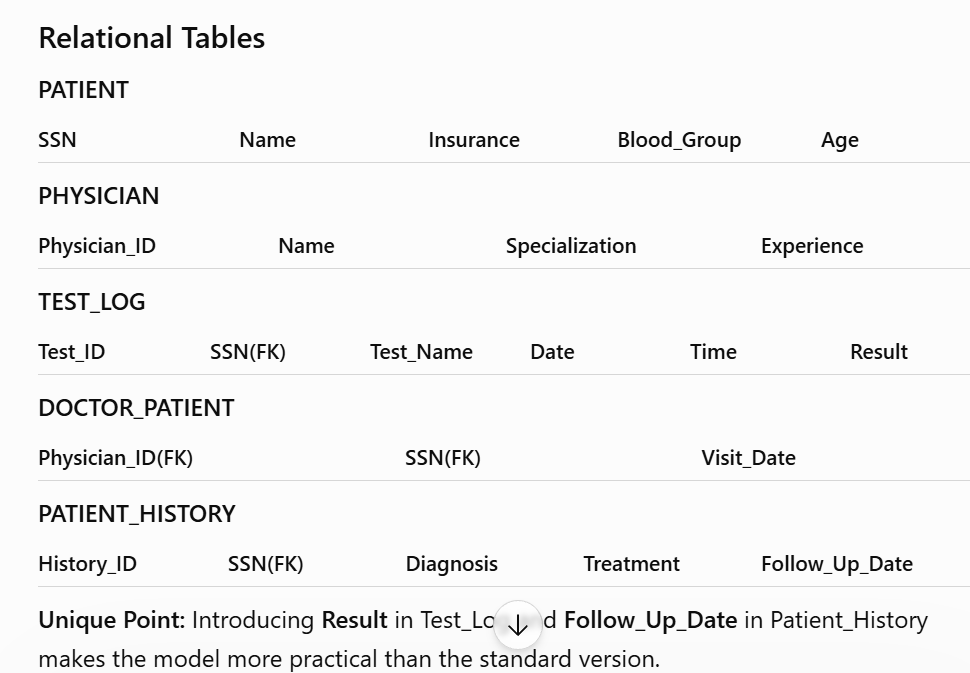 Relational Tables
PATIENT
SSN Name Insurance Blood_Group Age
PHYSICIAN
Physician_ID Name Specialization Experience
TEST_LOG
Test_ID SSN(FK) Test_Name Date Time Result
DOCTOR_PATIENT
Physician_ID(FK) SSN(FK) Visit_Date
PATIENT_HISTORY
History_ID SSN(FK) Diagnosis Treatment Follow_Up_Date
Unique Point: Introducing Result in Follow_Up_Date in Patient_History
makes the model more practical than the standard version.